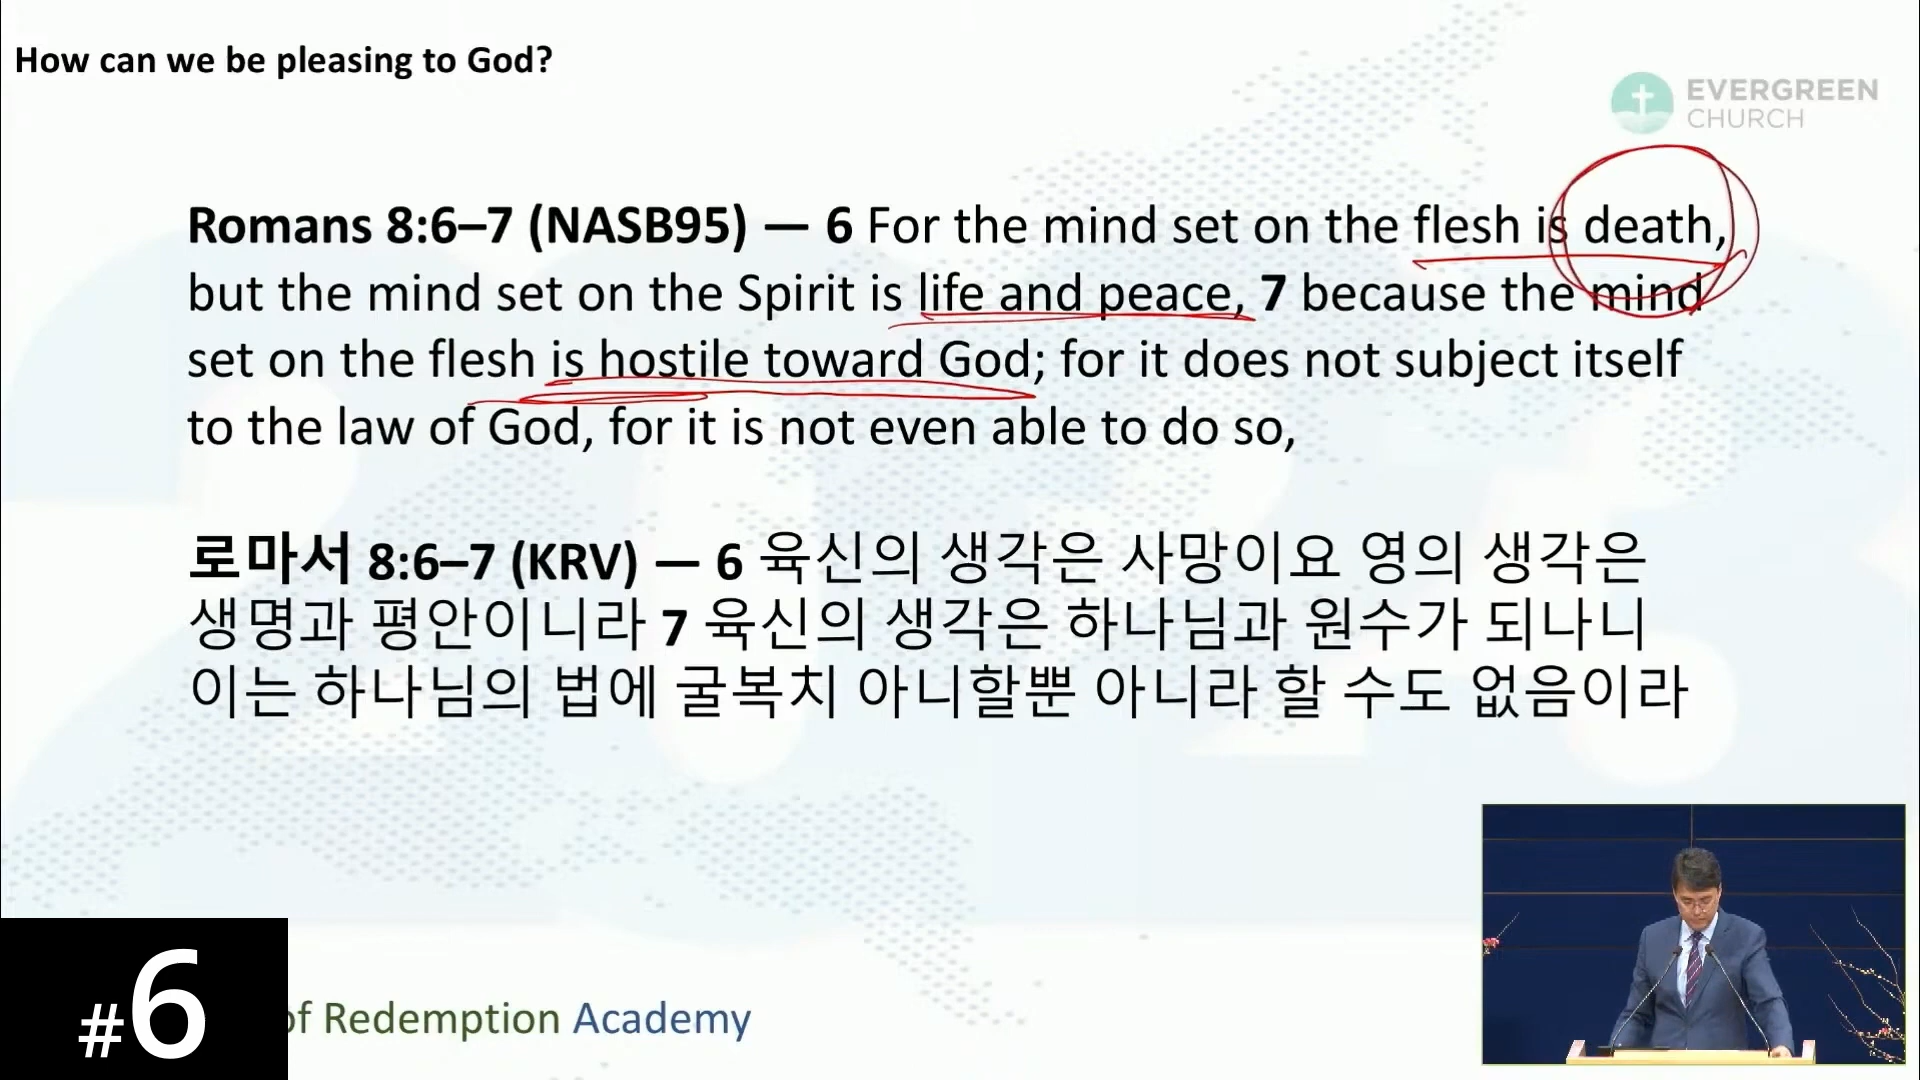 How can we be pleasing to God?
EVERGREEN
CHURCH
Romans 8:6–7 (NASB95) — 6 For the mind set on the flesh is death,
but the mind set on the Spirit is life and peace, 7 because the mind
set on the flesh is hostile toward God; for it does not subject itself
to the law of God, for it is not even able to do so,
로마서 8:6–7 (KRV) — 6 육신의 생각은 사망이요 영의 생각은
생명과 평안이니라 7 육신의 생각은 하나님과 원수가 되나니
이는 하나님의 법에 굴복치 아니할뿐 아니라 할 수도 없음이라
#6
of Redemption Academy